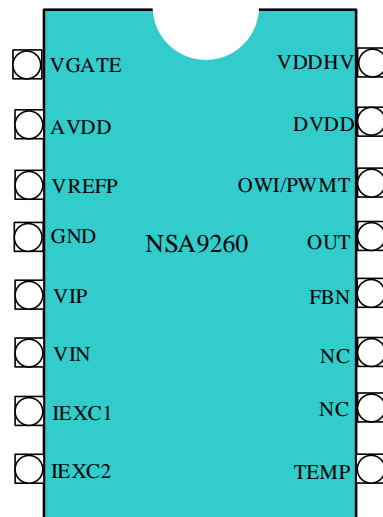 VGATE
VDDHV
AVDD
DVDD
VREFP
OWI/PWMT
GND
NSA9260
OUT
VIP
FBN
VIN
NC
IEXC1
NC
IEXC2
TEMP